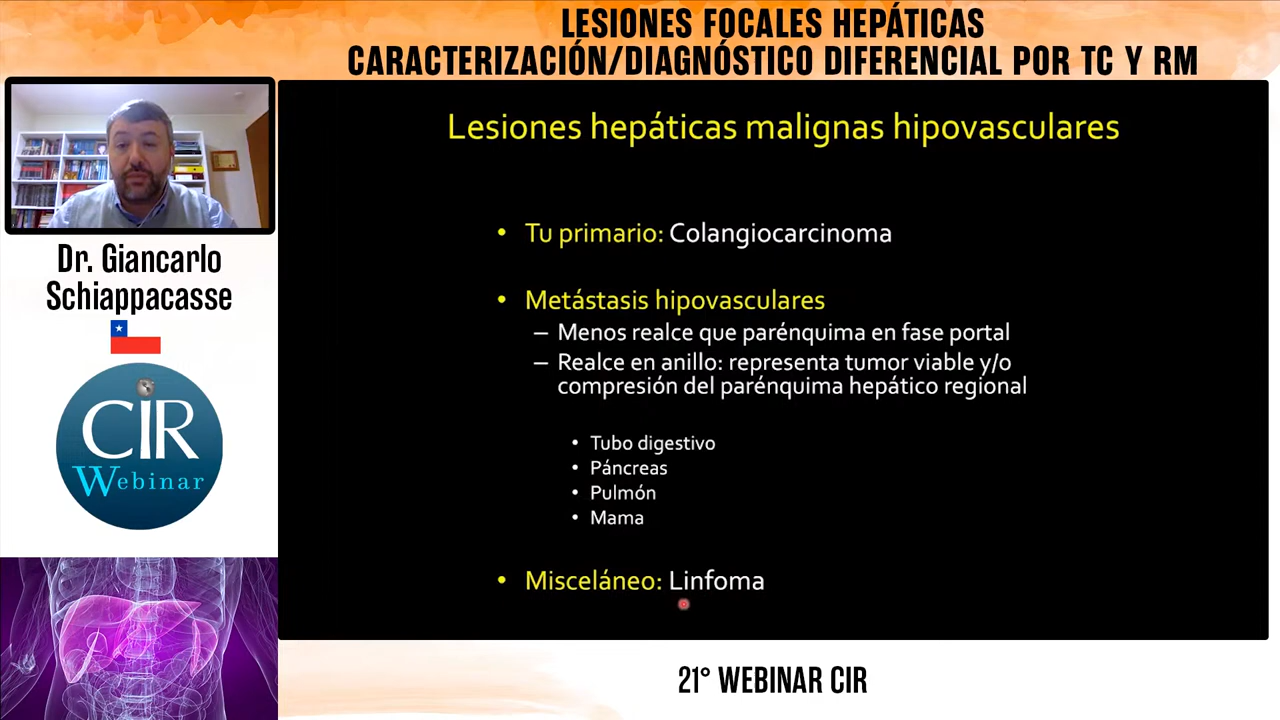 LESIONES FOCALES HEPÁTICAS
CARACTERIZACIÓN/DIAGNÓSTICO DIFERENCIAL POR TC Y RM
Dr. Giancarlo
Schiappacasse
CIR
Webinar
Lesiones hepáticas malignas hipovasculares
• Tu primario: Colangiocarcinoma
• Metástasis hipovasculares
– Menos realce que parénquima en fase portal
– Realce en anillo: representa tumor viable y/o
compresión del parénquima hepático regional
• Tubo digestivo
• Páncreas
• Pulmón
• Mama
• Misceláneo: Linfoma
21° WEBINAR CIR